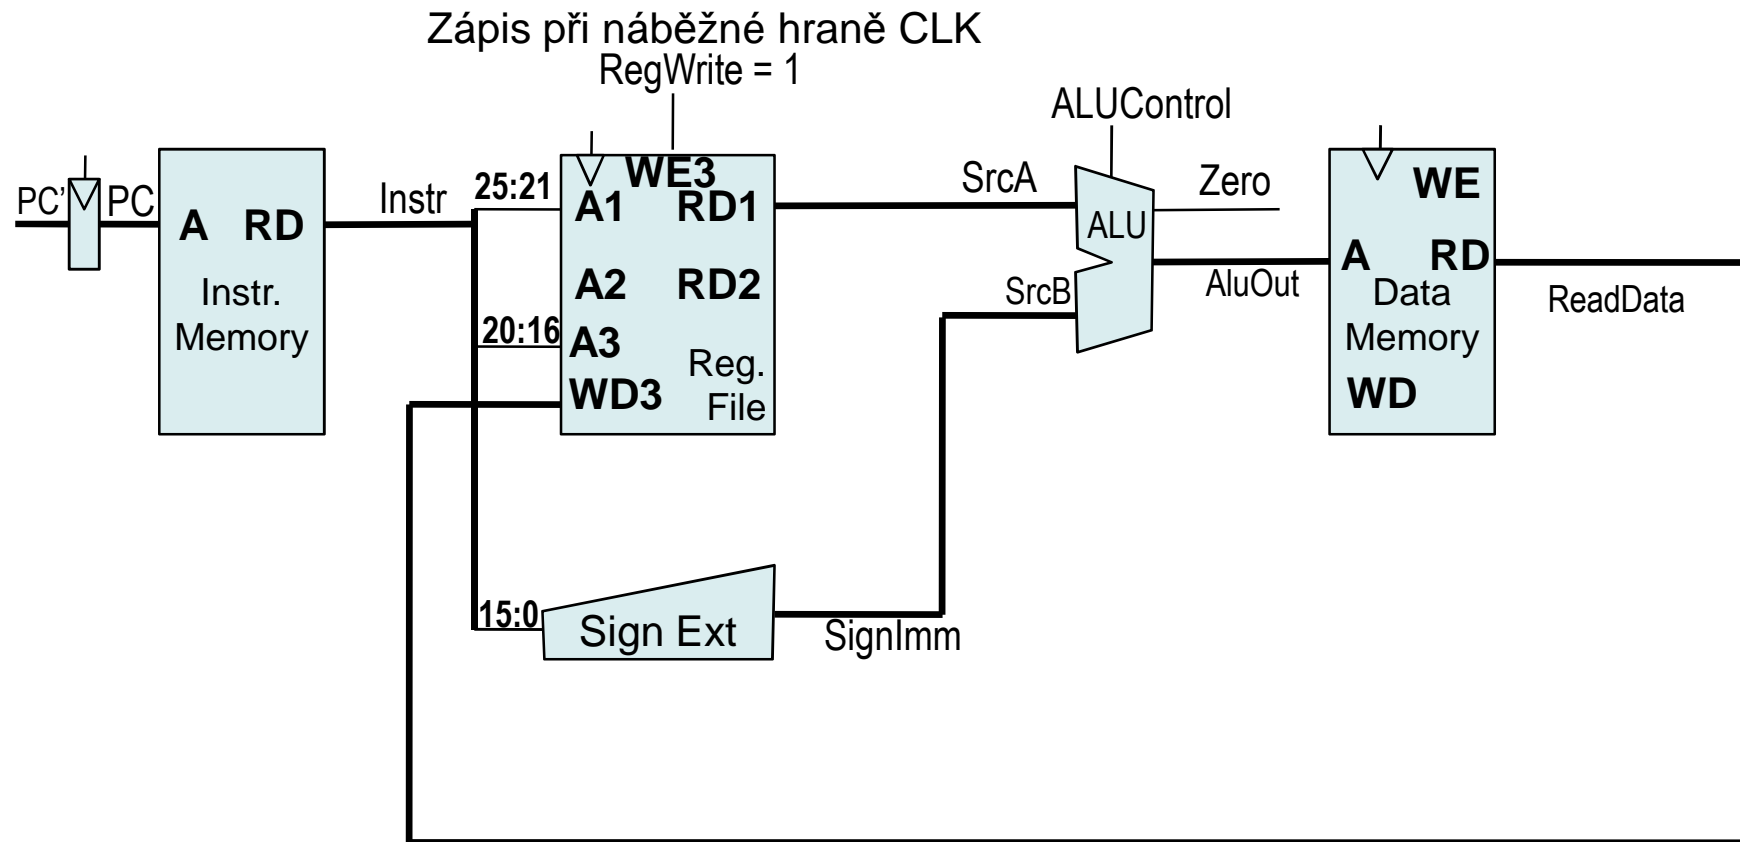 Zápis při náběžné hraně CLK
RegWrite = 1
ALUControl
PC'
PC
A RD
Instr.
Memory
Instr
25:21
20:16
15:0
WE3
A1 RD1
A2 RD2
A3
WD3
Reg.
File
Sign Ext
SignImm
SrcA
SrcB
ALU
Zero
AluOut
WE
A RD
Data
Memory
WD
ReadData